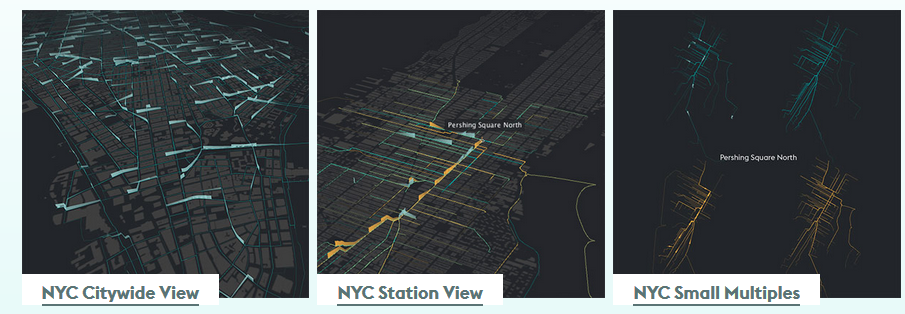 Pershing Square North
Pershing Square North
NYC Citywide View
NYC Station View
NYC Small Multiples